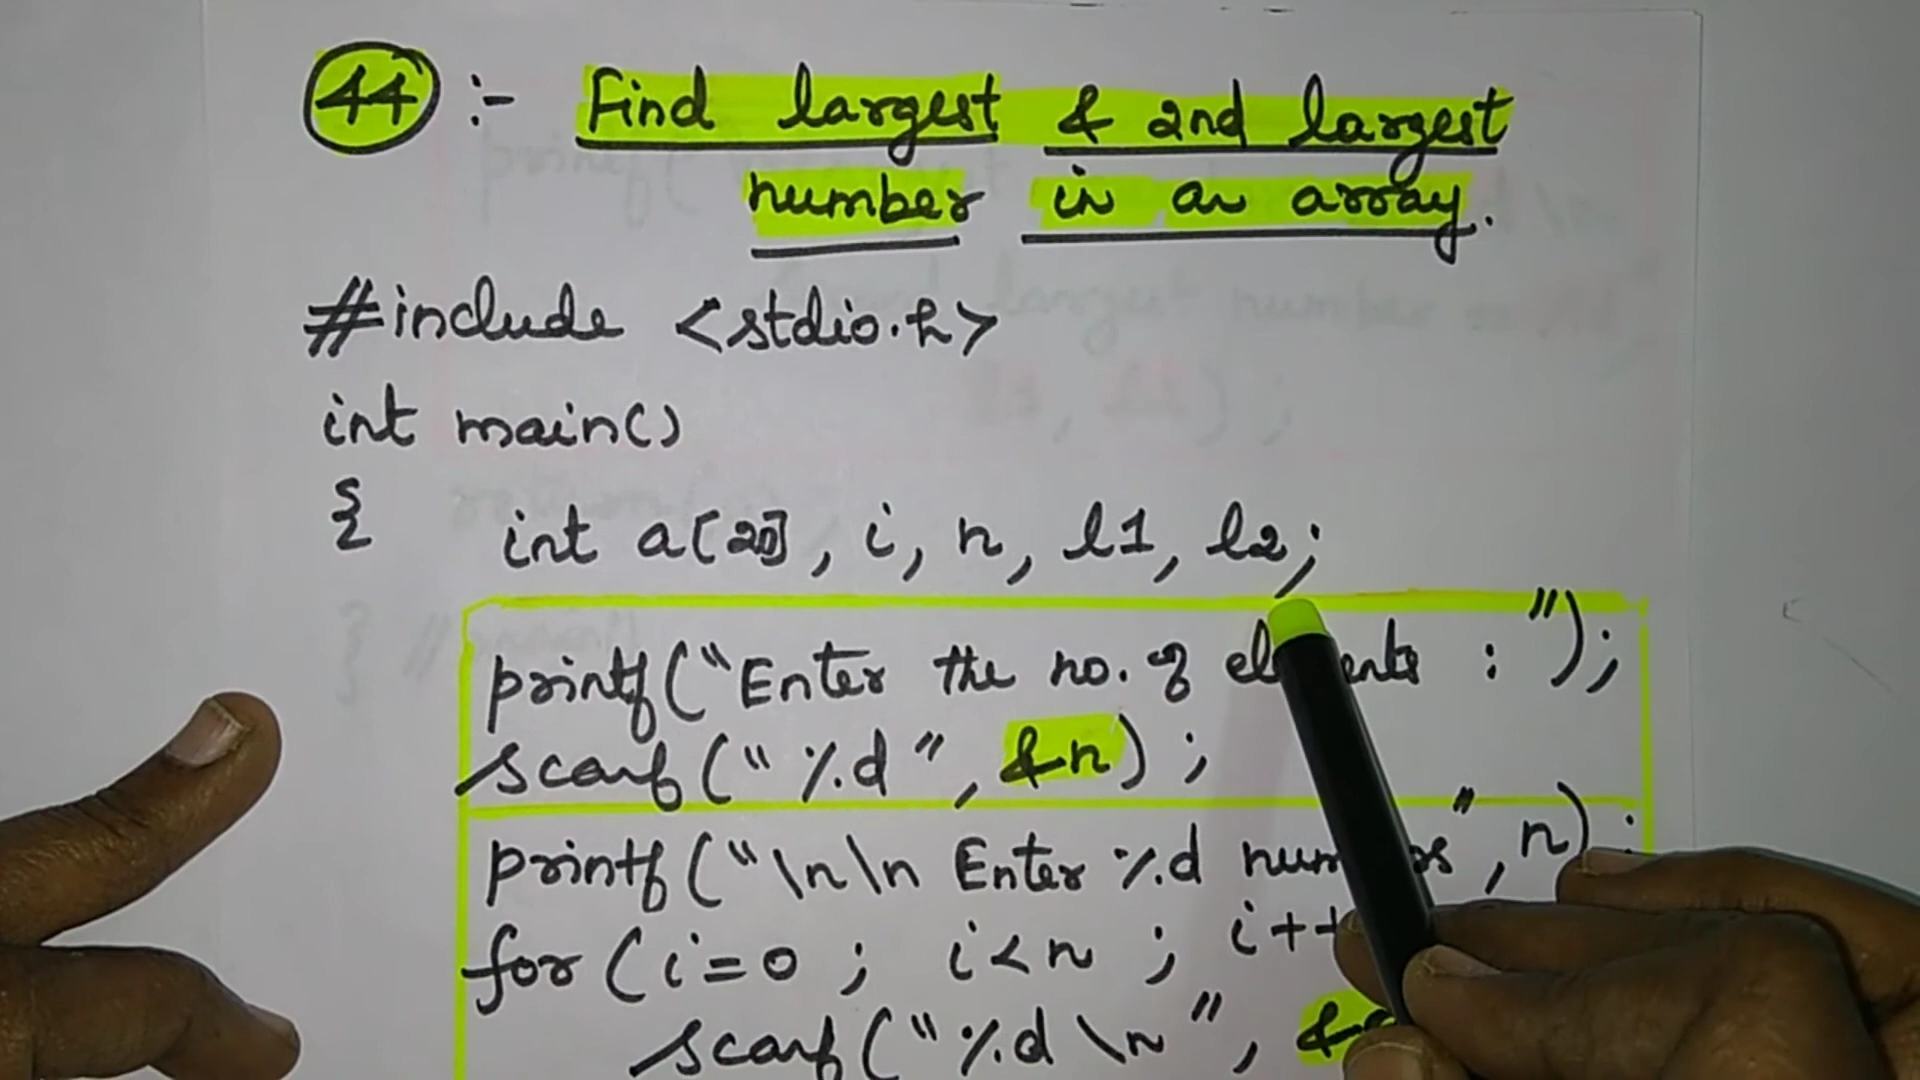 44 :- Find largest & 2nd largest
number in an array.
#include <stdio.h>
int main()
{ int a[20], i, n, l1, l2;
printf("Enter the no. of elements : ");
scanf("%d", &n);
printf("\n\n Enter %d numbers", n);
for(i=0; i<n; i++
scanf("%d\n",